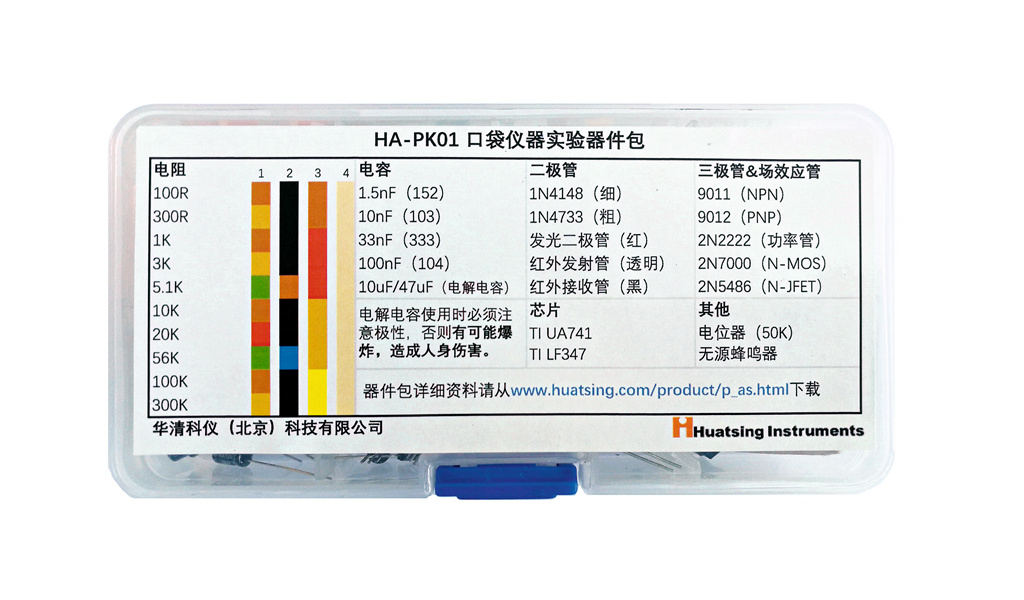 HA-PK01 口袋仪器实验器件包
电阻 1 2 3 4
100R
300R
1K
3K
5.1K
10K
20K
56K
100K
300K
电容
1.5nF（152）
10nF（103）
33nF（333）
100nF（104）
10uF/47uF（电解电容）
电解电容使用时必须注
意极性，否则有可能爆
炸，造成人身伤害。
二极管
1N4148（细）
1N4733（粗）
发光二极管（红）
红外发射管（透明）
红外接收管（黑）
芯片
TI UA741
TI LF347
三极管&场效应管
9011（NPN）
9012（PNP）
2N2222（功率管）
2N7000（N-MOS）
2N5486（N-JFET）
其他
电位器（50K）
无源蜂鸣器
器件包详细资料请从www.huatsing.com/product/p_as.html下载
华清科仪（北京）科技有限公司
Huatsing Instruments